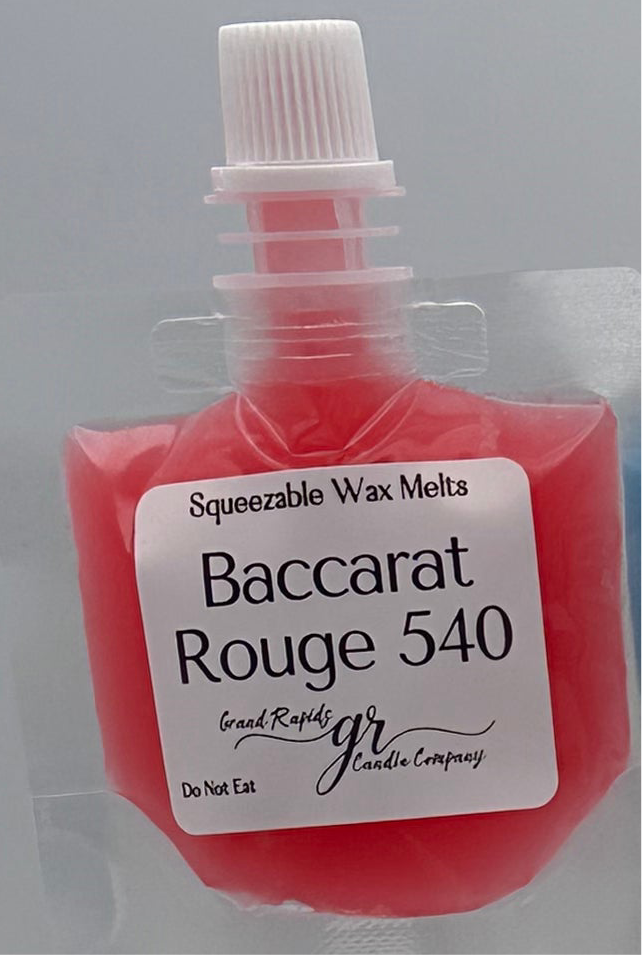 Squeezable Wax Melts
Baccarat
Rouge 540
Grand Rapids
gr
Candle Company
Do Not Eat